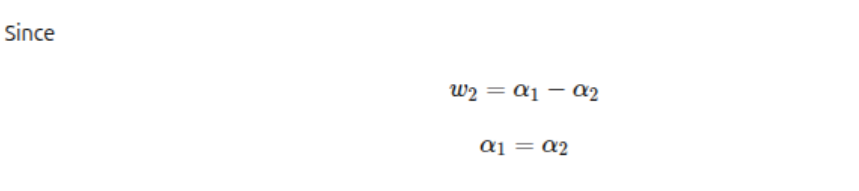 Since
w₂ = α₁ − α₂
α₁ = α₂